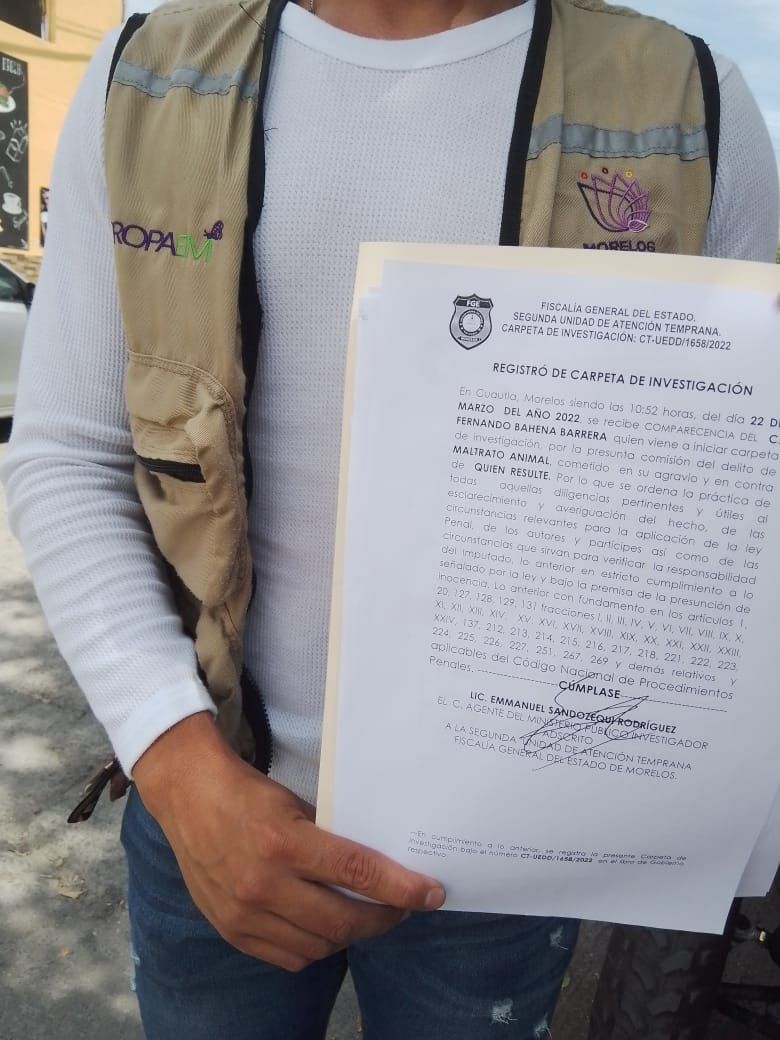 ROPAEM
MORELOS
FGE
FISCALÍA GENERAL DEL ESTADO.
SEGUNDA UNIDAD DE ATENCIÓN TEMPRANA.
CARPETA DE INVESTIGACIÓN: CT-UEDD/1658/2022
REGISTRÓ DE CARPETA DE INVESTIGACIÓN
En Cuautla, Morelos siendo las 10:52 horas, del día 22 DE
MARZO DEL AÑO 2022, se recibe COMPARECENCIA DEL C.
FERNANDO BAHENA BARRERA quien viene a iniciar carpeta
de investigación, por la presunta comisión del delito de
MALTRATO ANIMAL, cometido en su agravio y en contra
de QUIEN RESULTE. Por lo que se ordena la práctica de
todas aquellas diligencias pertinentes y útiles al
esclarecimiento y averiguación del hecho, de las
circunstancias relevantes para la aplicación de la ley
Penal, de los autores y partícipes así como de las
circunstancias que sirvan para verificar la responsabilidad
del Imputado, lo anterior en estricto cumplimiento a lo
señalado por la ley y bajo la premisa de la presunción de
inocencia. Lo anterior con fundamento en los artículos 1,
20, 127, 128, 129, 131 fracciones I, II, III, IV, V, VI, VII, VIII, IX, X,
XI, XII, XIII, XIV, XV, XVI, XVII, XVIII, XIX, XX, XXI, XXII, XXIII,
XXIV, 137, 212, 213, 214, 215, 216, 217, 218, 221, 222, 223,
224, 225, 226, 227, 251, 267, 269 y demás relativos y
aplicables del Código Nacional de Procedimientos
Penales. --------------------CÚMPLASE--------------------
LIC. EMMANUEL SANDOZEQUI RODRÍGUEZ
EL C. AGENTE DEL MINISTERIO PÚBLICO INVESTIGADOR
ADSCRITO
A LA SEGUNDA UNIDAD DE ATENCIÓN TEMPRANA
FISCALÍA GENERAL DEL ESTADO DE MORELOS.
---En cumplimiento a lo anterior, se registra la presente Carpeta de
Investigación bajo el número CT-UEDD/1658/2022 en el libro de Gobierno
respectivo.